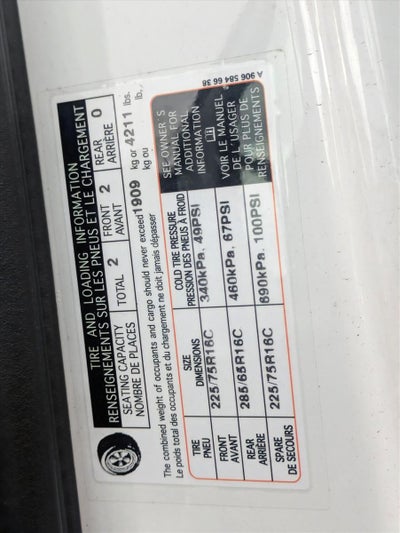 TIRE AND LOADING INFORMATION
RENSEIGNEMENTS SUR LES PNEUS ET LE CHARGEMENT
SEATING CAPACITY
NOMBRE DE PLACES
TOTAL 2
FRONT
AVANT
2
REAR
ARRIÈRE
0
The combined weight of occupants and cargo should never exceed 1909 kg or 4211 lbs.
Le poids total des occupants et du chargement ne doit jamais dépasser kg ou lb.
TIRE
PNEU
SIZE
DIMENSIONS
COLD TIRE PRESSURE
PRESSION DES PNEUS À FROID
FRONT
AVANT
225/75R16C
340kPa, 49PSI
REAR
ARRIÈRE
285/65R16C
460kPa, 67PSI
SPARE
DE SECOURS
225/75R16C
690kPa, 100PSI
SEE OWNER'S
MANUAL FOR
ADDITIONAL
INFORMATION
VOIR LE MANUEL
DE L'USAGER
POUR PLUS DE
RENSEIGNEMENTS
A 906 584 66 38